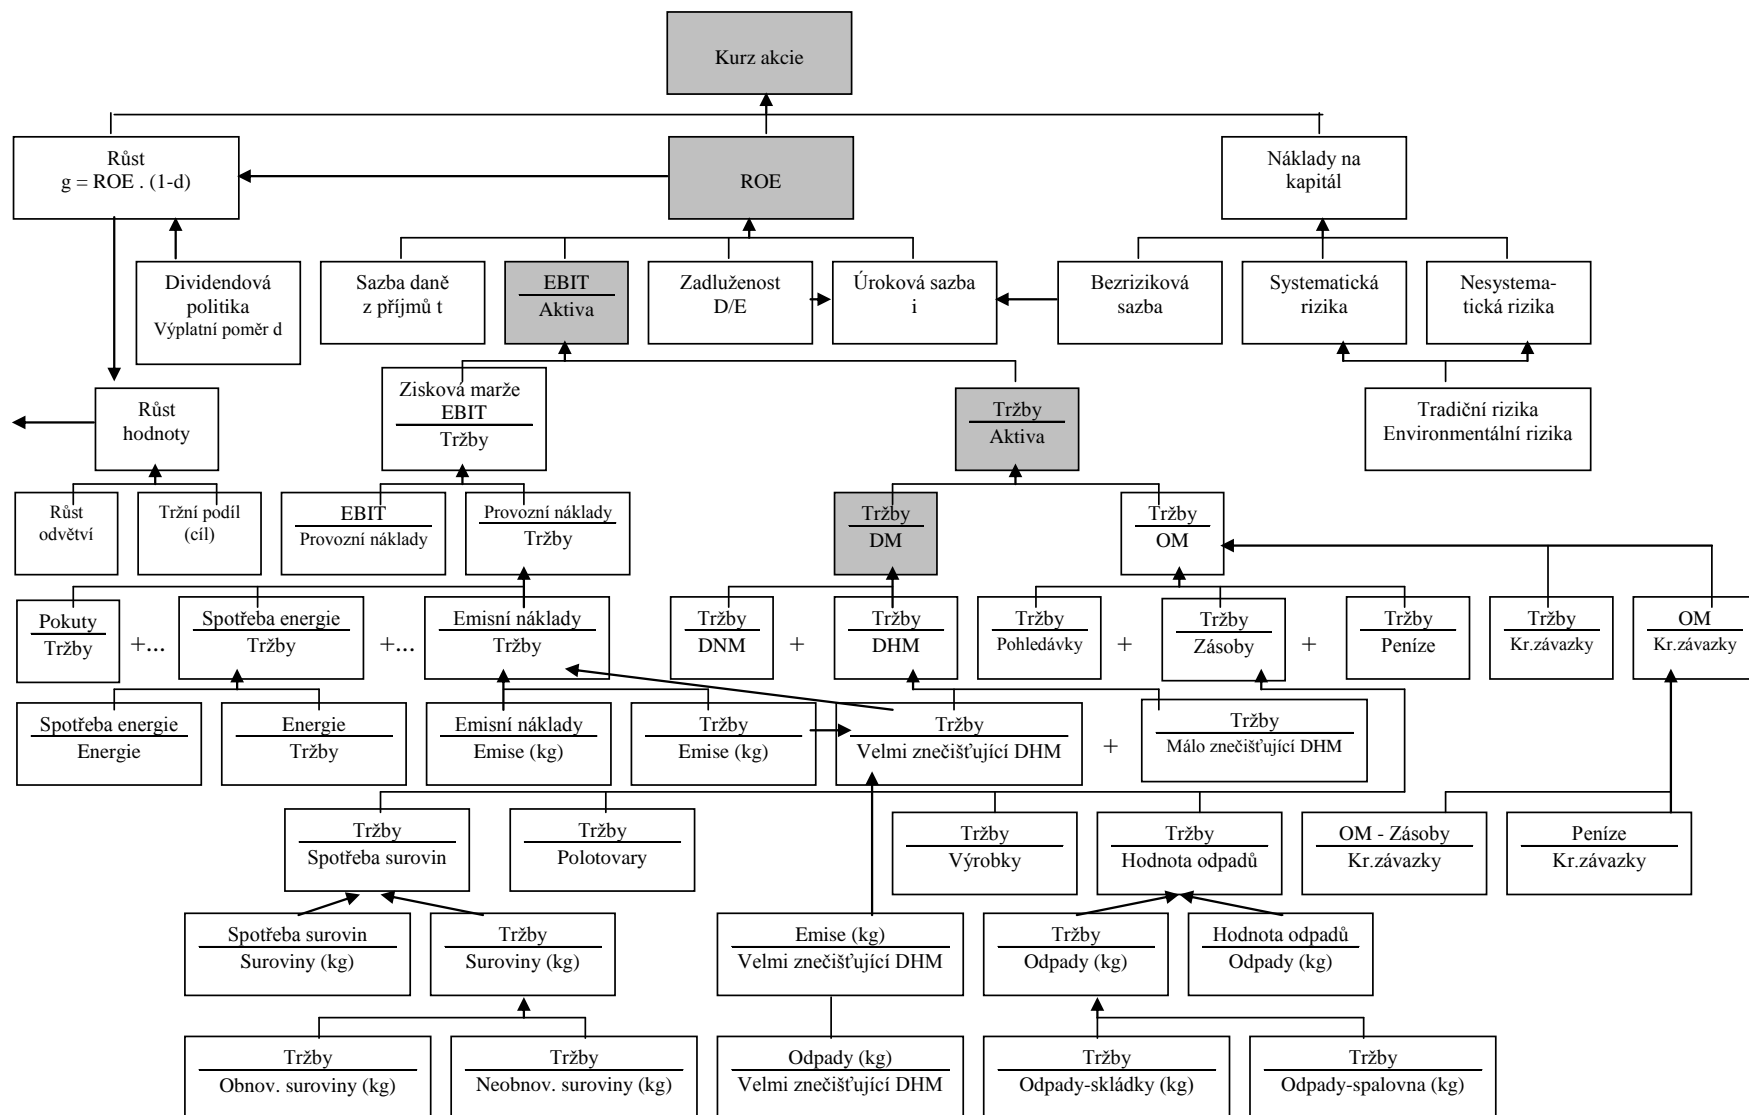 Kurz akcie
Růst
g = ROE . (1-d)
ROE
Náklady na
kapitál
Dividendová
politika
Výplatní poměr d
Sazba daně
z příjmů t
EBIT
Aktiva
Zadluženost
D/E
Úroková sazba
i
Bezriziková
sazba
Systematická
rizika
Nesystema-
tická rizika
Růst
hodnoty
Zisková marže
EBIT
Tržby
Tržby
Aktiva
Tradiční rizika
Environmentální rizika
Růst
odvětví
Tržní podíl
(cíl)
EBIT
Provozní náklady
Provozní náklady
Tržby
Tržby
DM
Tržby
OM
Pokuty
Tržby
+...
Spotřeba energie
Tržby
+...
Emisní náklady
Tržby
Tržby
DNM
+
Tržby
DHM
Tržby
Pohledávky
+
Tržby
Zásoby
+
Tržby
Peníze
Tržby
Kr.závazky
OM
Kr.závazky
Spotřeba energie
Energie
Energie
Tržby
Emisní náklady
Emise (kg)
Tržby
Emise (kg)
Tržby
Velmi znečišťující DHM
+
Tržby
Málo znečišťující DHM
Tržby
Spotřeba surovin
Tržby
Polotovary
Tržby
Výrobky
Tržby
Hodnota odpadů
OM - Zásoby
Kr.závazky
Peníze
Kr.závazky
Spotřeba surovin
Suroviny (kg)
Tržby
Suroviny (kg)
Emise (kg)
Velmi znečišťující DHM
Tržby
Odpady (kg)
Hodnota odpadů
Odpady (kg)
Tržby
Obnov. suroviny (kg)
Tržby
Neobnov. suroviny (kg)
Odpady (kg)
Velmi znečišťující DHM
Tržby
Odpady-skládky (kg)
Tržby
Odpady-spalovna (kg)